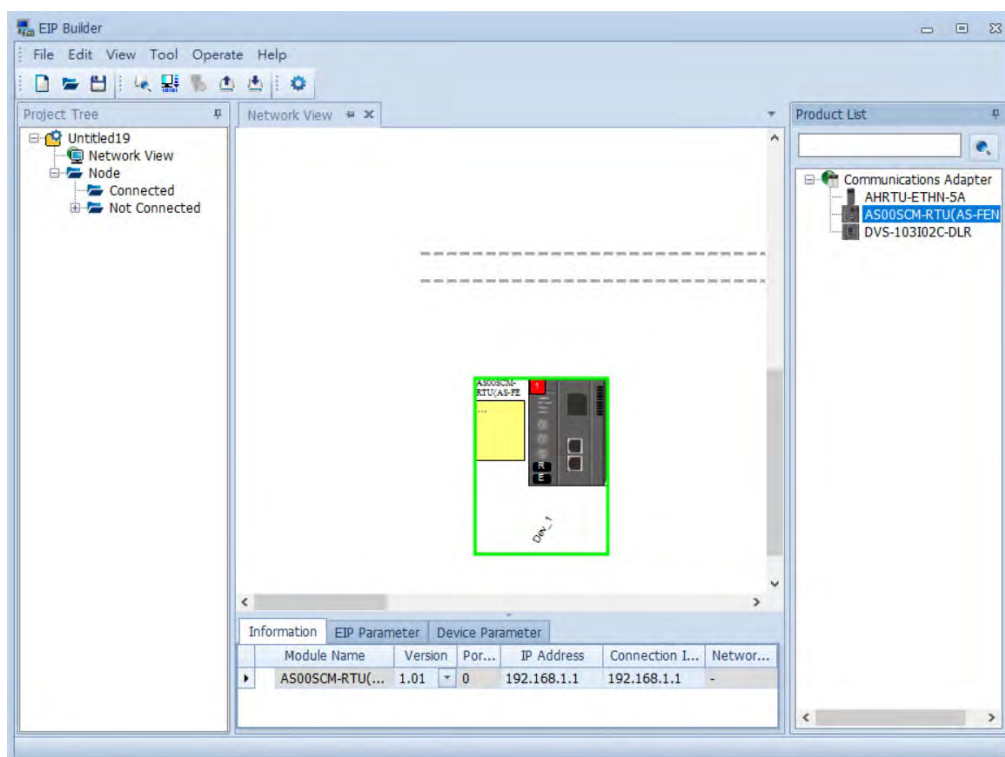 EIP Builder
File Edit View Tool Operate Help
Project Tree
Untitled19
Network View
Node
Connected
Not Connected
Network View
AS00SCM-
RTU(AS-FE
...
1
R
E
Dev_1
Information EIP Parameter Device Parameter
Module Name Version Por... IP Address Connection I... Networ...
AS00SCM-RTU(... 1.01 0 192.168.1.1 192.168.1.1 -
Product List
Communications Adapter
AHRTU-ETHN-5A
AS00SCM-RTU(AS-FEN
DVS-103I02C-DLR